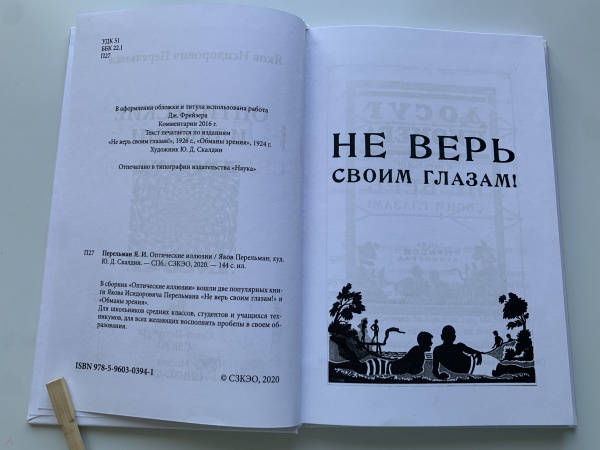 УДК 51
ББК 22.1
П27
В оформлении обложки и титула использована работа
Дж. Фрейзера
Комментарии 2016 г.
Текст печатается по изданиям
«Не верь своим глазам!», 1926 г., «Обманы зрения», 1924 г.
Художник Ю. Д. Скалдин
Отпечатано в типографии издательства «Наука»
П27 Перельман Я. И. Оптические иллюзии / Яков Перельман; худ.
Ю. Д. Скалдин. — СПб.: СЗКЭО, 2020. — 144 с. ил.
В сборник «Оптические иллюзии» вошли две популярных кни-
ги Якова Исидоровича Перельмана «Не верь своим глазам!» и
«Обманы зрения».
Для школьников средних классов, студентов и учащихся тех-
никумов, для всех желающих восполнить пробелы в своем об-
разовании.
ISBN 978-5-9603-0394-1
© СЗКЭО, 2020
НЕ ВЕРЬ
СВОИМ ГЛАЗАМ!